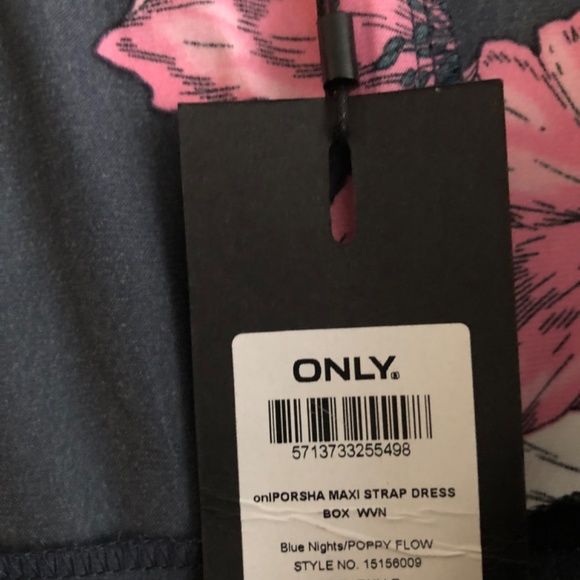 ONLY®
5713733255498
onlPORSHA MAXI STRAP DRESS
BOX WVN
Blue Nights/POPPY FLOW
STYLE NO. 15156009